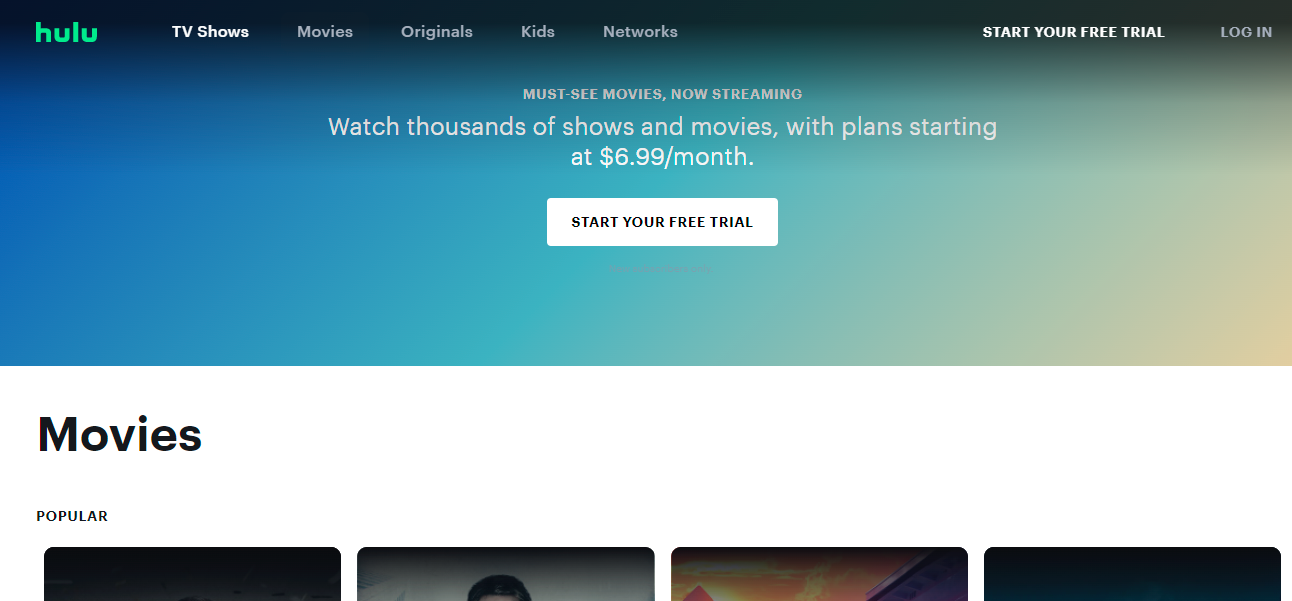 hulu
TV Shows
Movies
Originals
Kids
Networks
START YOUR FREE TRIAL
LOG IN
MUST-SEE MOVIES, NOW STREAMING
Watch thousands of shows and movies, with plans starting
at $6.99/month.
START YOUR FREE TRIAL
Movies
POPULAR